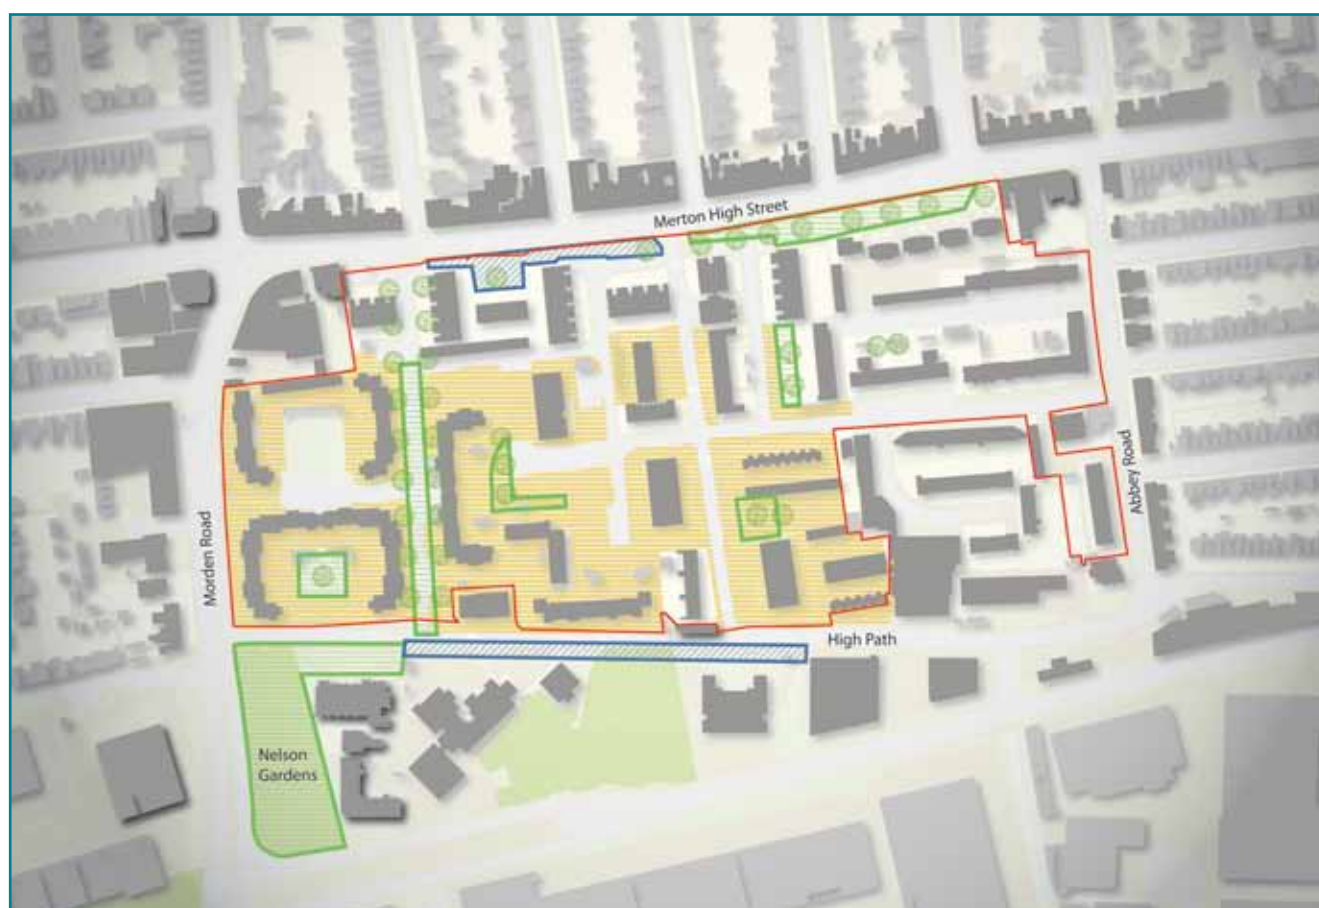 Merton High Street
Morden Road
Abbey Road
High Path
Nelson
Gardens